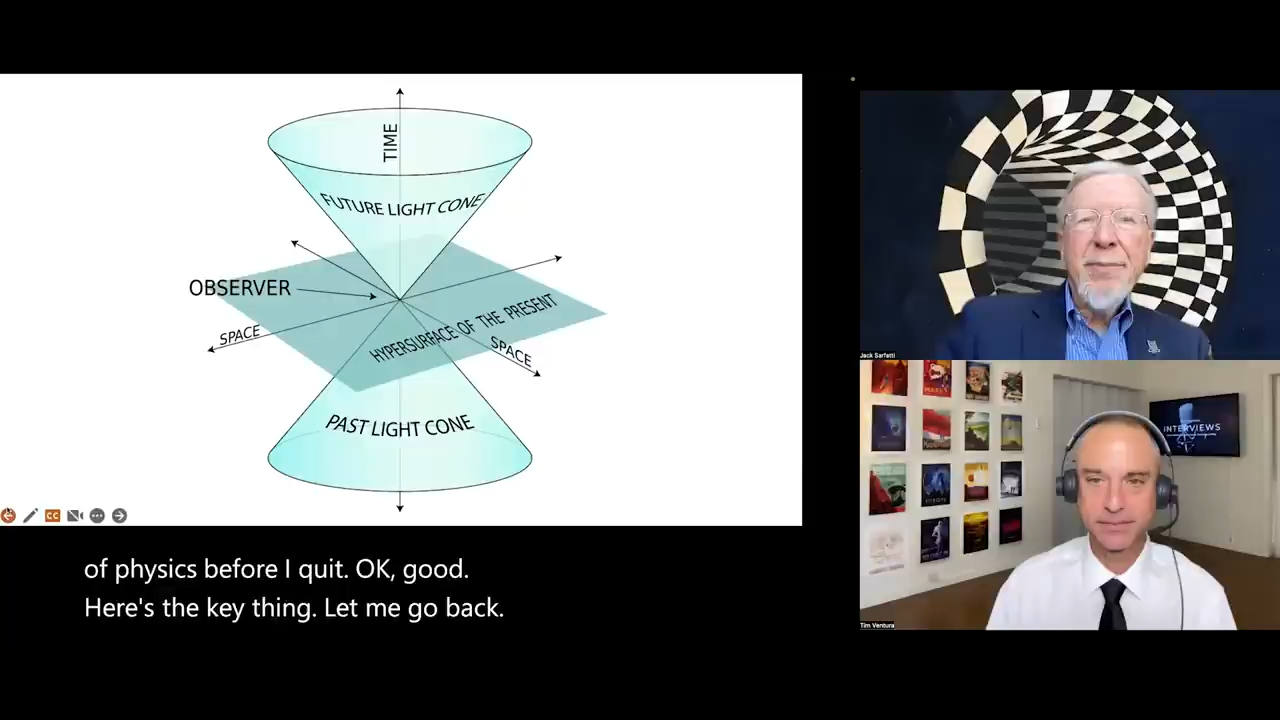 TIME
FUTURE LIGHT CONE
OBSERVER
SPACE
HYPERSURFACE OF THE PRESENT
SPACE
PAST LIGHT CONE
CC
of physics before I quit. OK, good.
Here's the key thing. Let me go back.
Jack Sarfatti
INTERVIEWS
Tim Ventura